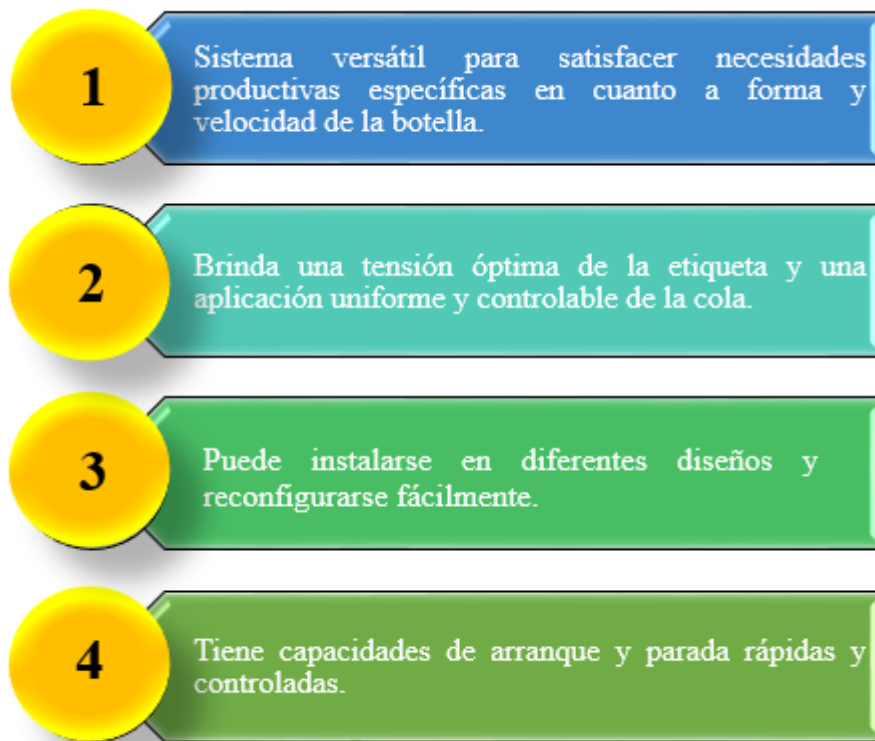 1
Sistema versátil para satisfacer necesidades
productivas específicas en cuanto a forma y
velocidad de la botella.
2
Brinda una tensión óptima de la etiqueta y una
aplicación uniforme y controlable de la cola.
3
Puede instalarse en diferentes diseños y
reconfigurarse fácilmente.
4
Tiene capacidades de arranque y parada rápidas y
controladas.